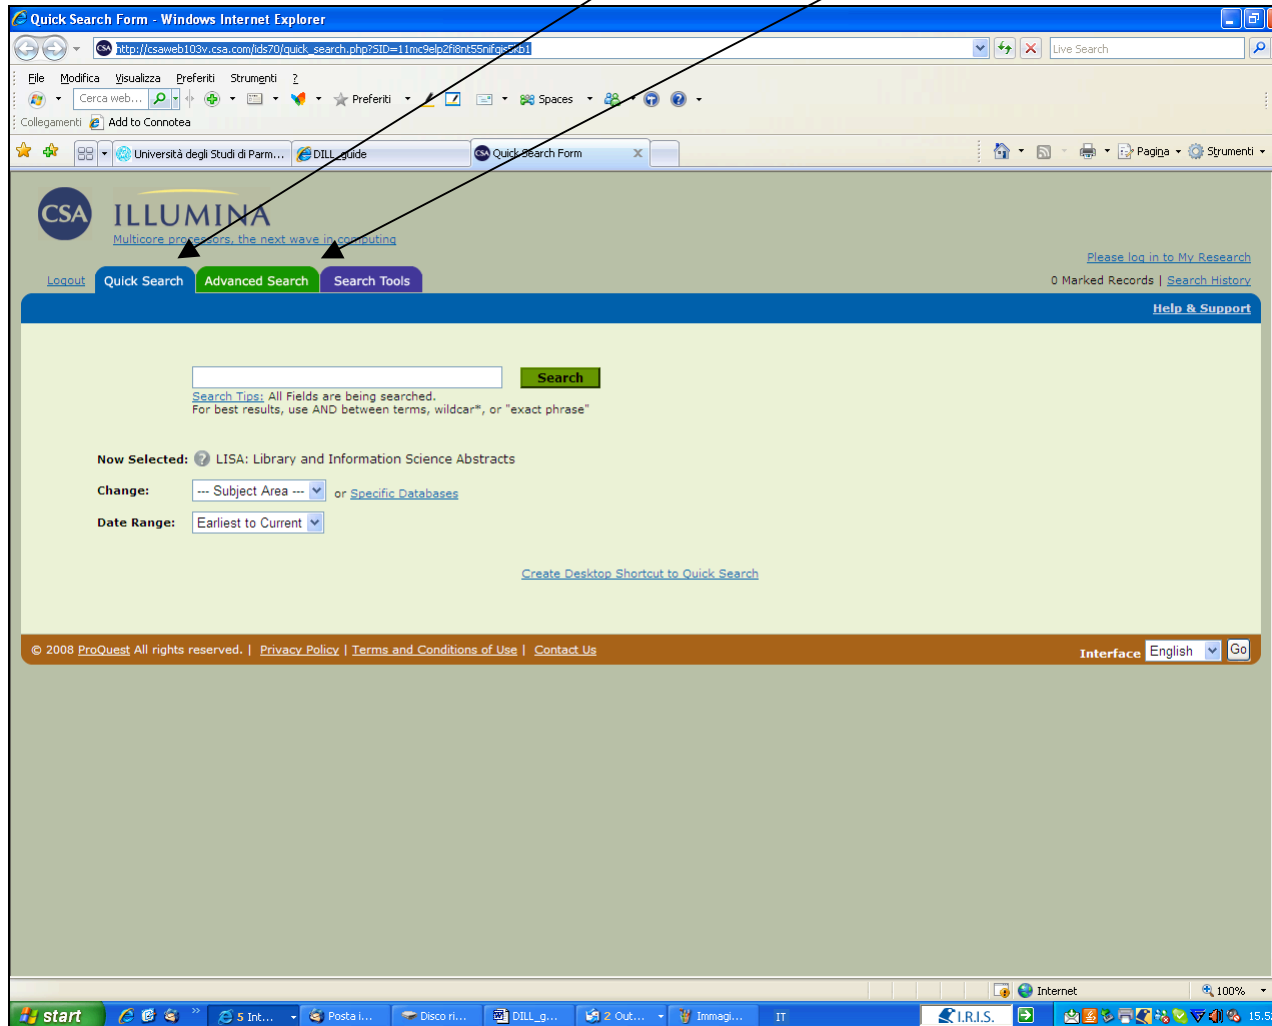 Quick Search Form - Windows Internet Explorer
http://csaweb103v.csa.com/ids70/quick_search.php?SID=11mc9elp2fi8nt55nifqis5kb1
Live Search
File Modifica Visualizza Preferiti Strumenti ?
Cerca web... Preferiti Spaces
Collegamenti Add to Connotea
Università degli Studi di Parm... DILL_guide Quick Search Form Pagina Strumenti
CSA ILLUMINA
Multicore processors, the next wave in computing
Please log in to My Research
Logout Quick Search Advanced Search Search Tools 0 Marked Records | Search History
Help & Support
Search
Search Tips: All Fields are being searched.
For best results, use AND between terms, wildcar*, or "exact phrase"
Now Selected: ? LISA: Library and Information Science Abstracts
Change: --- Subject Area --- or Specific Databases
Date Range: Earliest to Current
Create Desktop Shortcut to Quick Search
© 2008 ProQuest All rights reserved. | Privacy Policy | Terms and Conditions of Use | Contact Us Interface English Go
Internet 100%
start 5 Int... Posta i... Disco ri... DILL_g... 2 Out... Immagi... IT I.R.I.S.